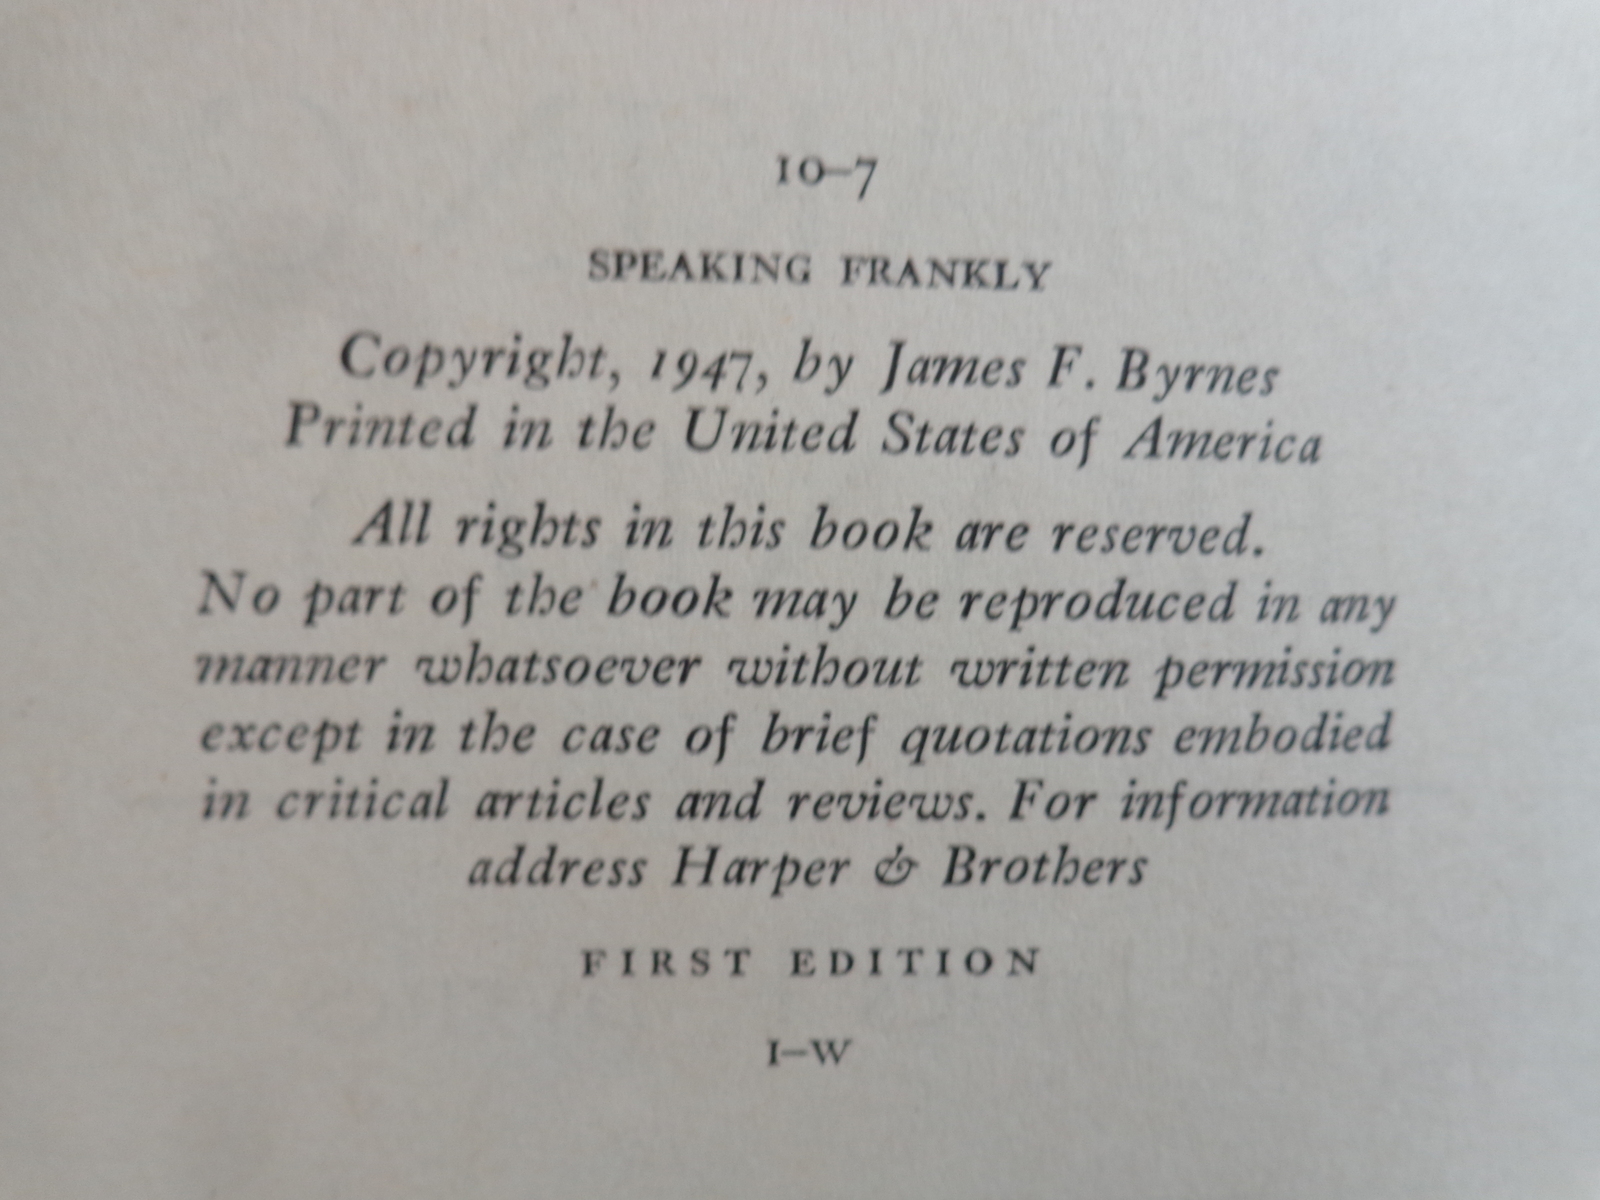 10–7
SPEAKING FRANKLY
Copyright, 1947, by James F. Byrnes
Printed in the United States of America
All rights in this book are reserved.
No part of the book may be reproduced in any
manner whatsoever without written permission
except in the case of brief quotations embodied
in critical articles and reviews. For information
address Harper & Brothers
FIRST EDITION
I–W